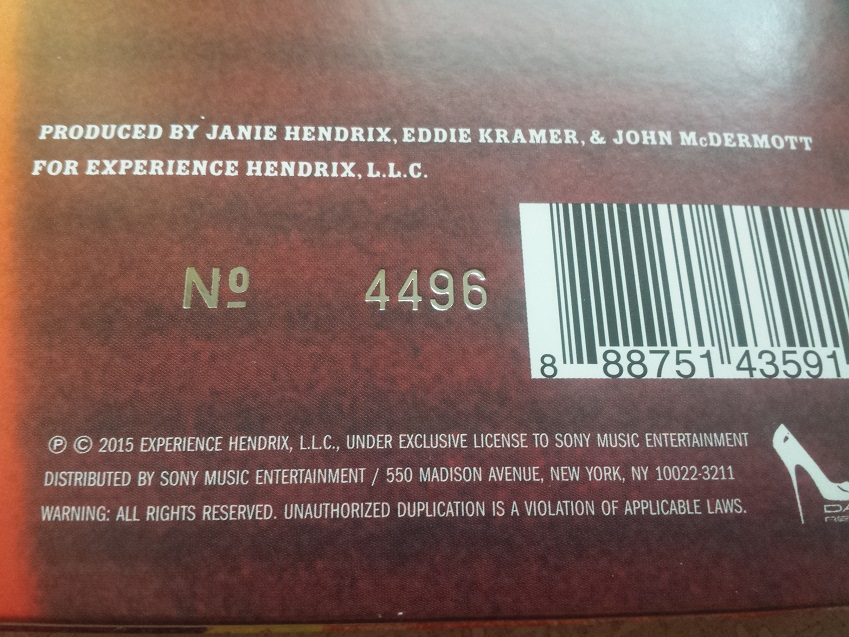 PRODUCED BY JANIE HENDRIX, EDDIE KRAMER, & JOHN McDERMOTT
FOR EXPERIENCE HENDRIX, L.L.C.
Nº 4496
8 88751 43591
℗ © 2015 EXPERIENCE HENDRIX, L.L.C., UNDER EXCLUSIVE LICENSE TO SONY MUSIC ENTERTAINMENT
DISTRIBUTED BY SONY MUSIC ENTERTAINMENT / 550 MADISON AVENUE, NEW YORK, NY 10022-3211
WARNING: ALL RIGHTS RESERVED. UNAUTHORIZED DUPLICATION IS A VIOLATION OF APPLICABLE LAWS.